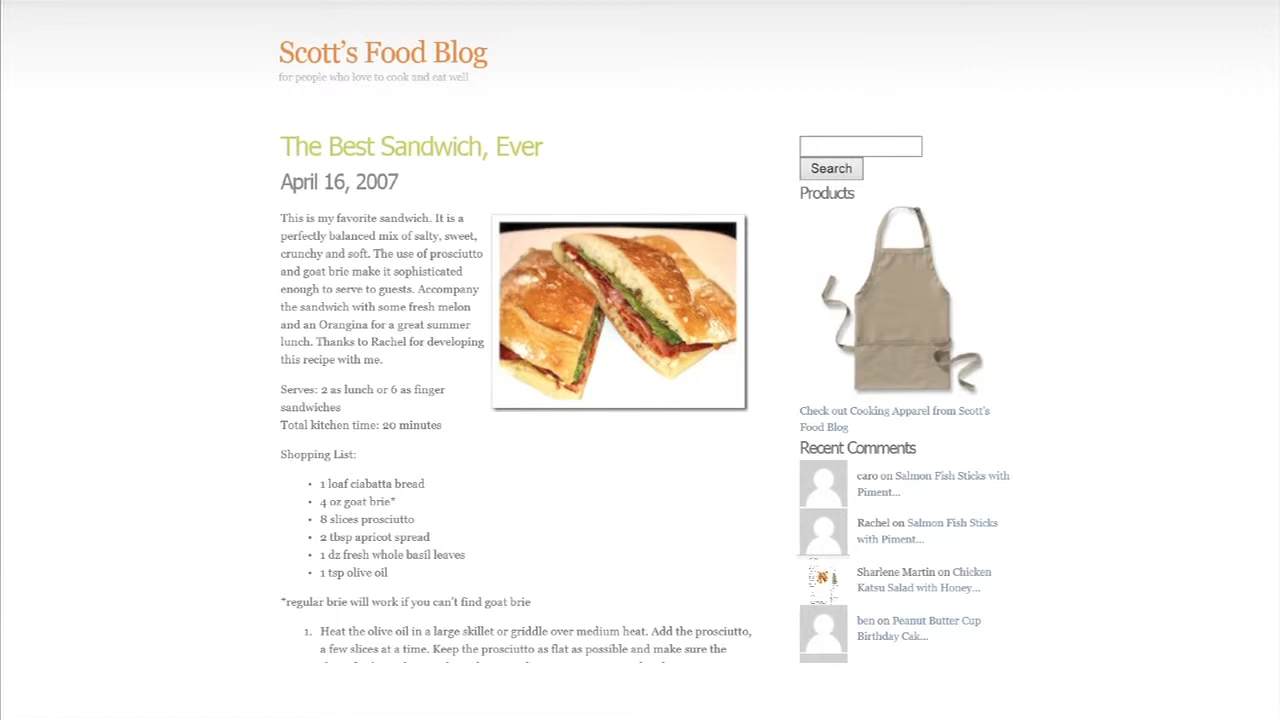 Scott's Food Blog
for people who love to cook and eat well
The Best Sandwich, Ever
April 16, 2007
This is my favorite sandwich. It is a
perfectly balanced mix of salty, sweet,
crunchy and soft. The use of prosciutto
and goat brie make it sophisticated
enough to serve to guests. Accompany
the sandwich with some fresh melon
and an Orangina for a great summer
lunch. Thanks to Rachel for developing
this recipe with me.
Serves: 2 as lunch or 6 as finger
sandwiches
Total kitchen time: 20 minutes
Shopping List:
• 1 loaf ciabatta bread
• 4 oz goat brie*
• 8 slices prosciutto
• 2 tbsp apricot spread
• 1 dz fresh whole basil leaves
• 1 tsp olive oil
*regular brie will work if you can't find goat brie
1. Heat the olive oil in a large skillet or griddle over medium heat. Add the prosciutto,
a few slices at a time. Keep the prosciutto as flat as possible and make sure the
Search
Products
Check out Cooking Apparel from Scott's
Food Blog
Recent Comments
caro on Salmon Fish Sticks with
Piment...
Rachel on Salmon Fish Sticks
with Piment...
Sharlene Martin on Chicken
Katsu Salad with Honey...
ben on Peanut Butter Cup
Birthday Cak...